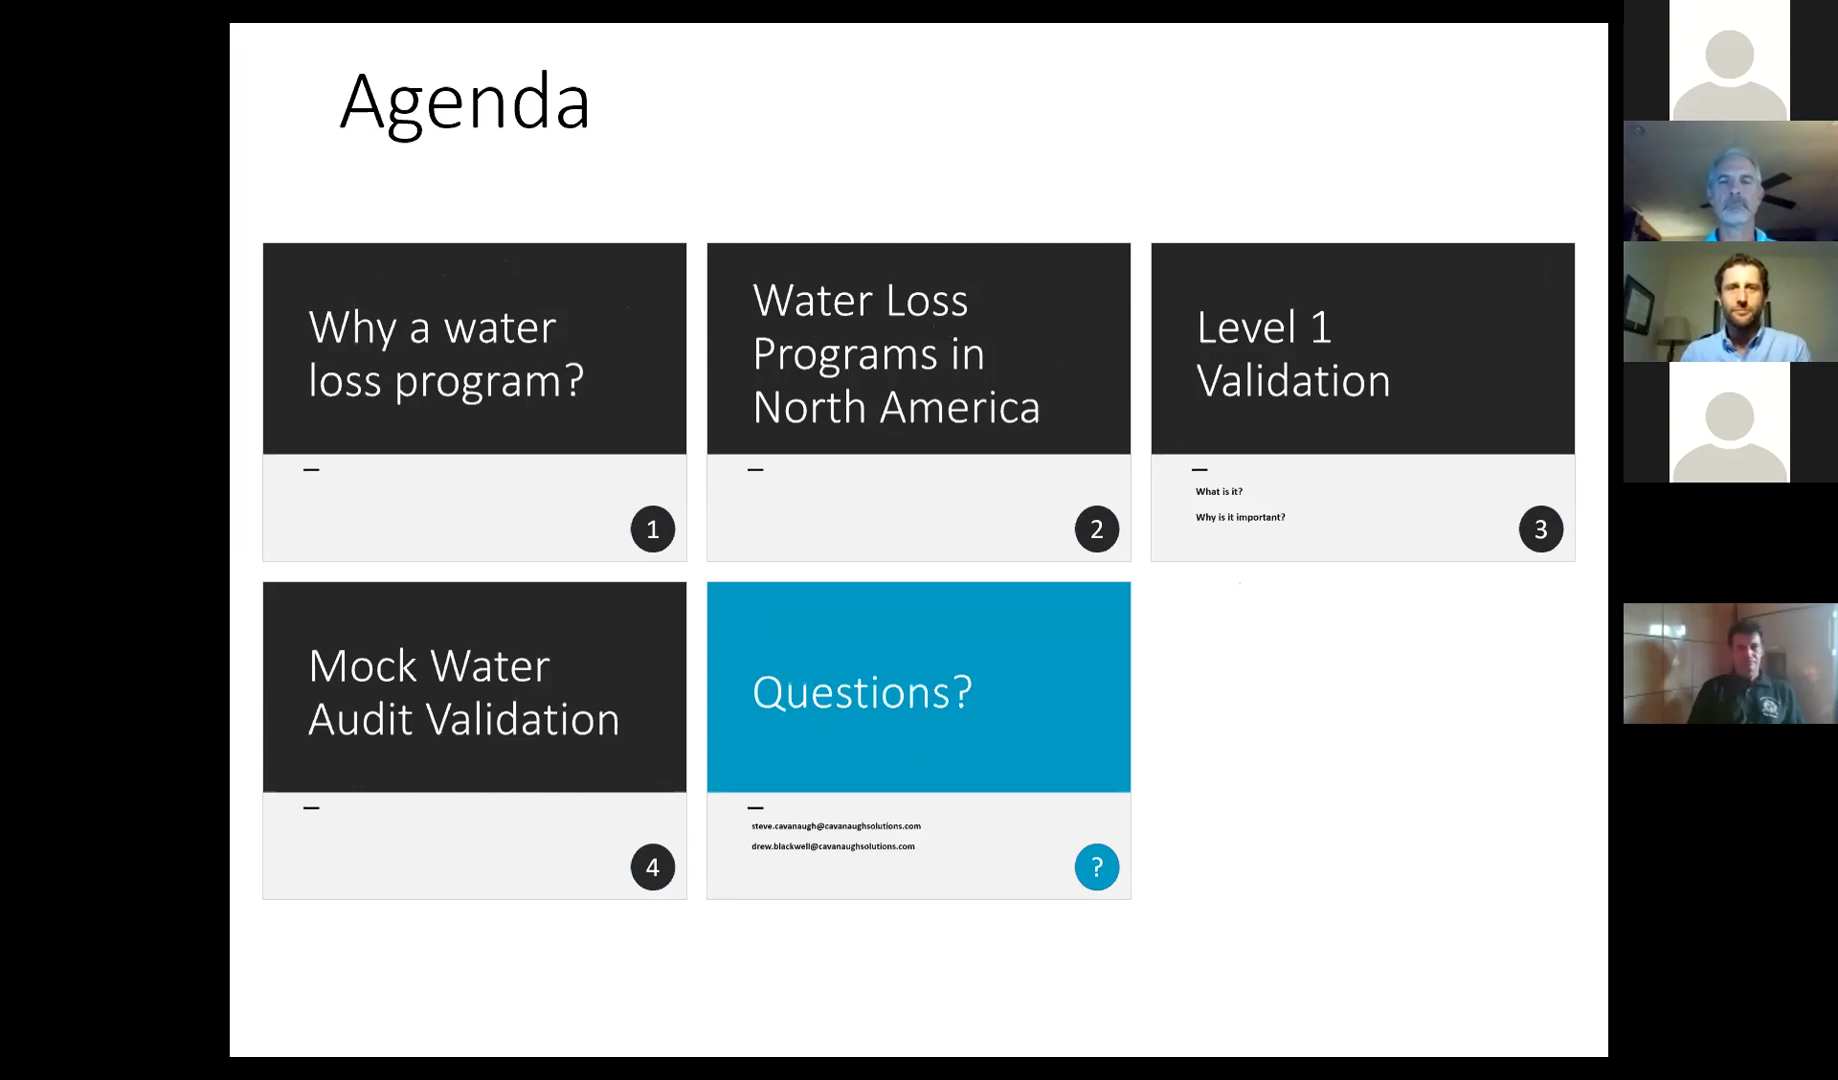 Agenda
Why a water
loss program?
1
Water Loss
Programs in
North America
2
Level 1
Validation
What is it?
Why is it important?
3
Mock Water
Audit Validation
4
Questions?
steve.cavanaugh@cavanaughsolutions.com
drew.blackwell@cavanaughsolutions.com
?